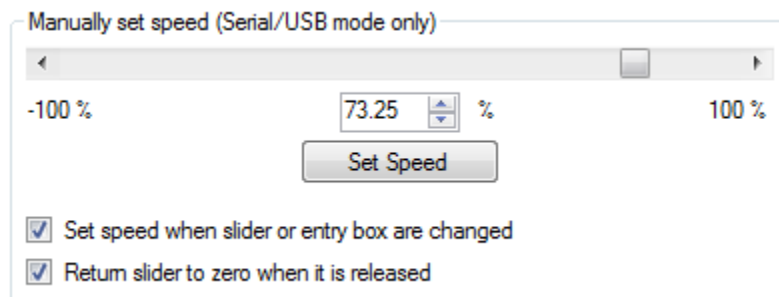 Manually set speed (Serial/USB mode only)
-100 % 73.25 % 100 %
Set Speed
Set speed when slider or entry box are changed
Return slider to zero when it is released